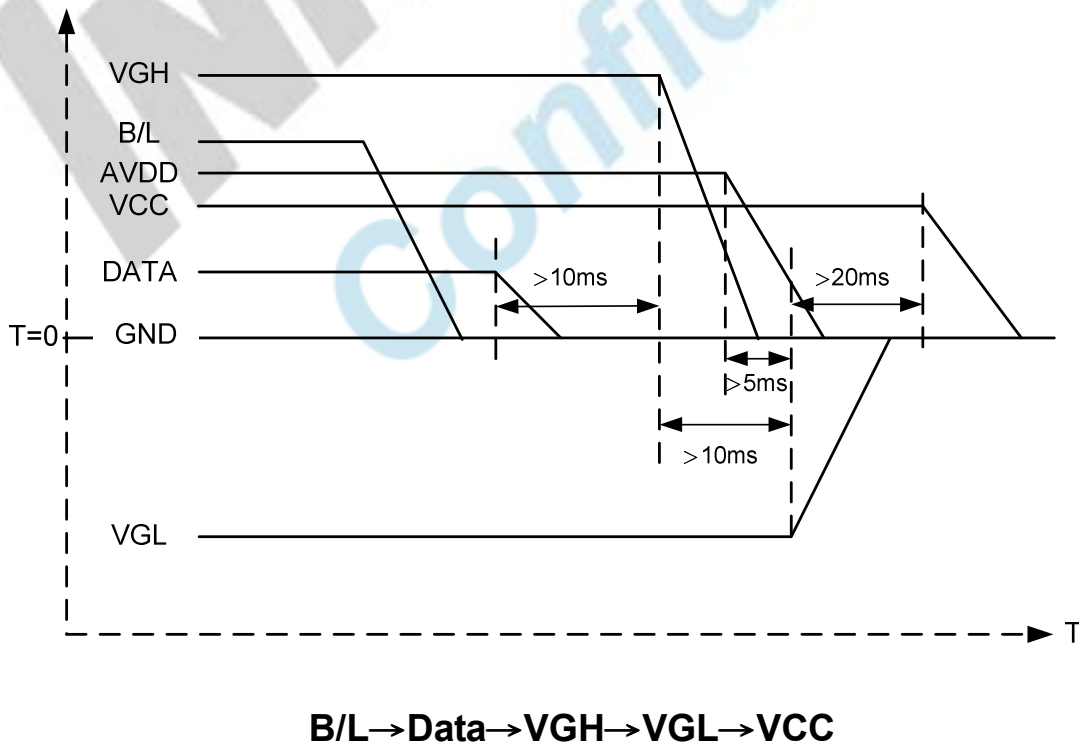 VGH
B/L
AVDD
VCC
DATA
>10ms
>20ms
T=0
GND
>5ms
>10ms
VGL
T
B/L→Data→VGH→VGL→VCC